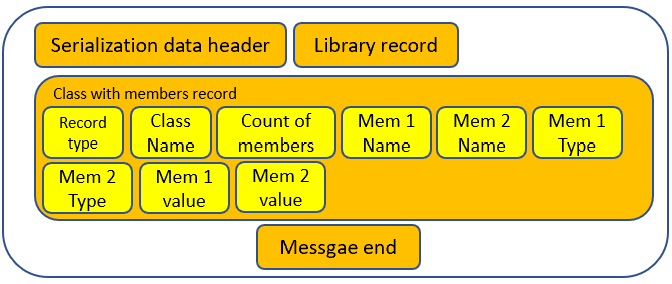 Serialization data header
Library record
Class with members record
Record
type
Class
Name
Count of
members
Mem 1
Name
Mem 2
Name
Mem 1
Type
Mem 2
Type
Mem 1
value
Mem 2
value
Messgae end